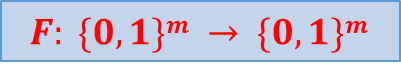 F: {0,1}ᵐ → {0,1}ᵐ